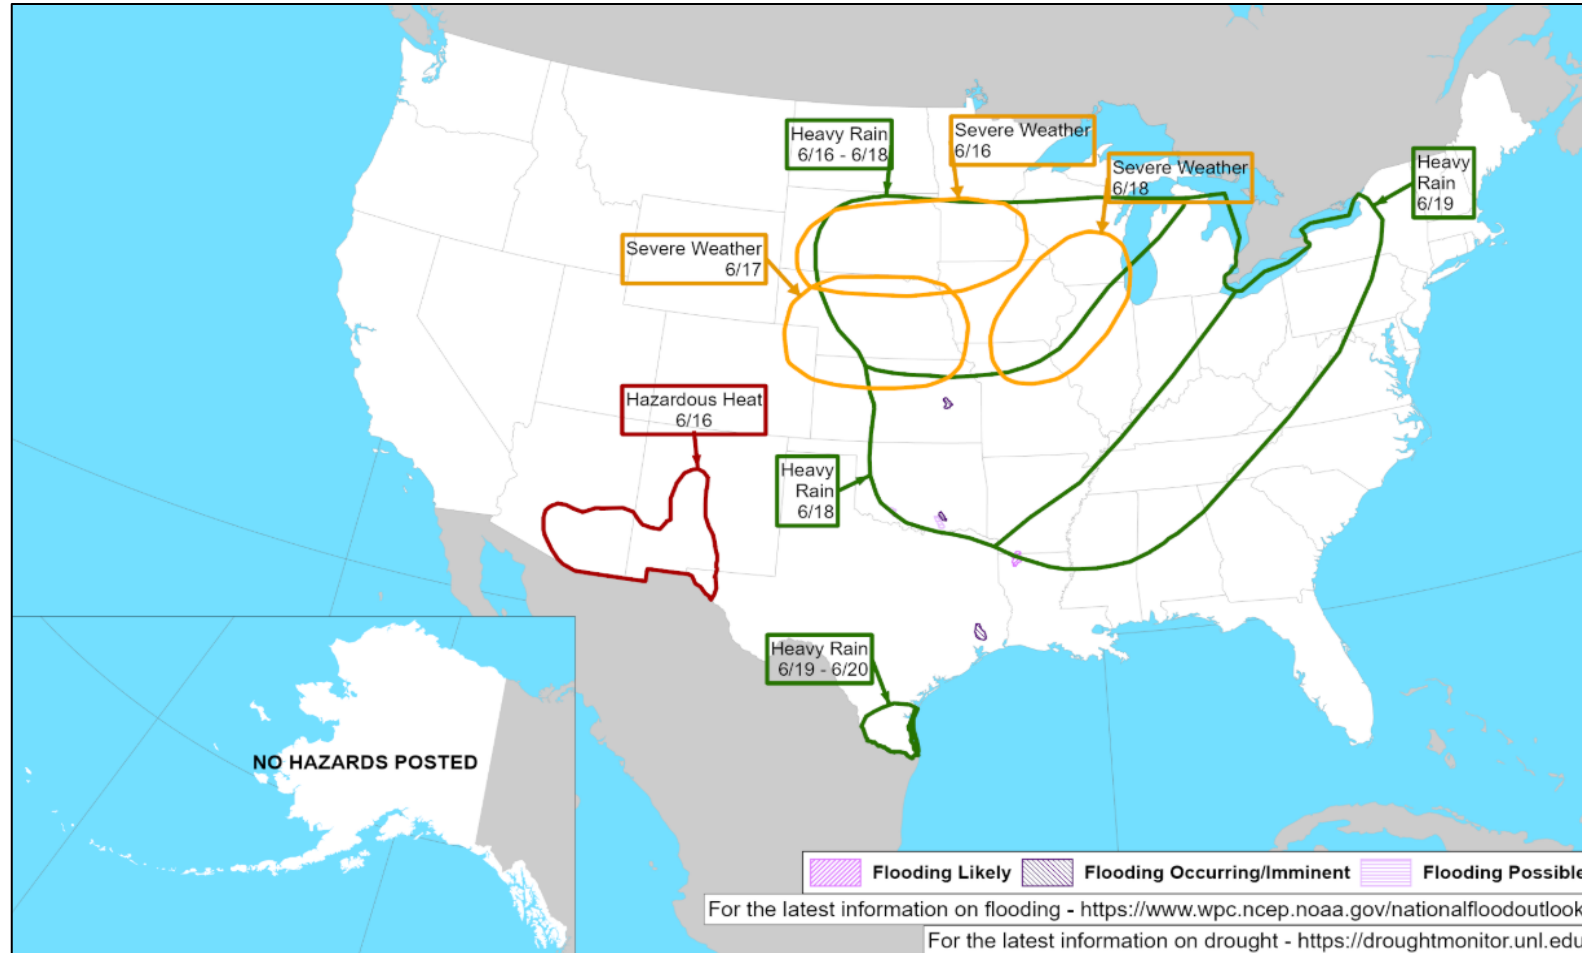 Heavy Rain
6/16 - 6/18
Severe Weather
6/16
Severe Weather
6/18
Heavy
Rain
6/19
Severe Weather
6/17
Hazardous Heat
6/16
Heavy
Rain
6/18
Heavy Rain
6/19 - 6/20
NO HAZARDS POSTED
Flooding Likely Flooding Occurring/Imminent Flooding Possible
For the latest information on flooding - https://www.wpc.ncep.noaa.gov/nationalfloodoutlook
For the latest information on drought - https://droughtmonitor.unl.edu